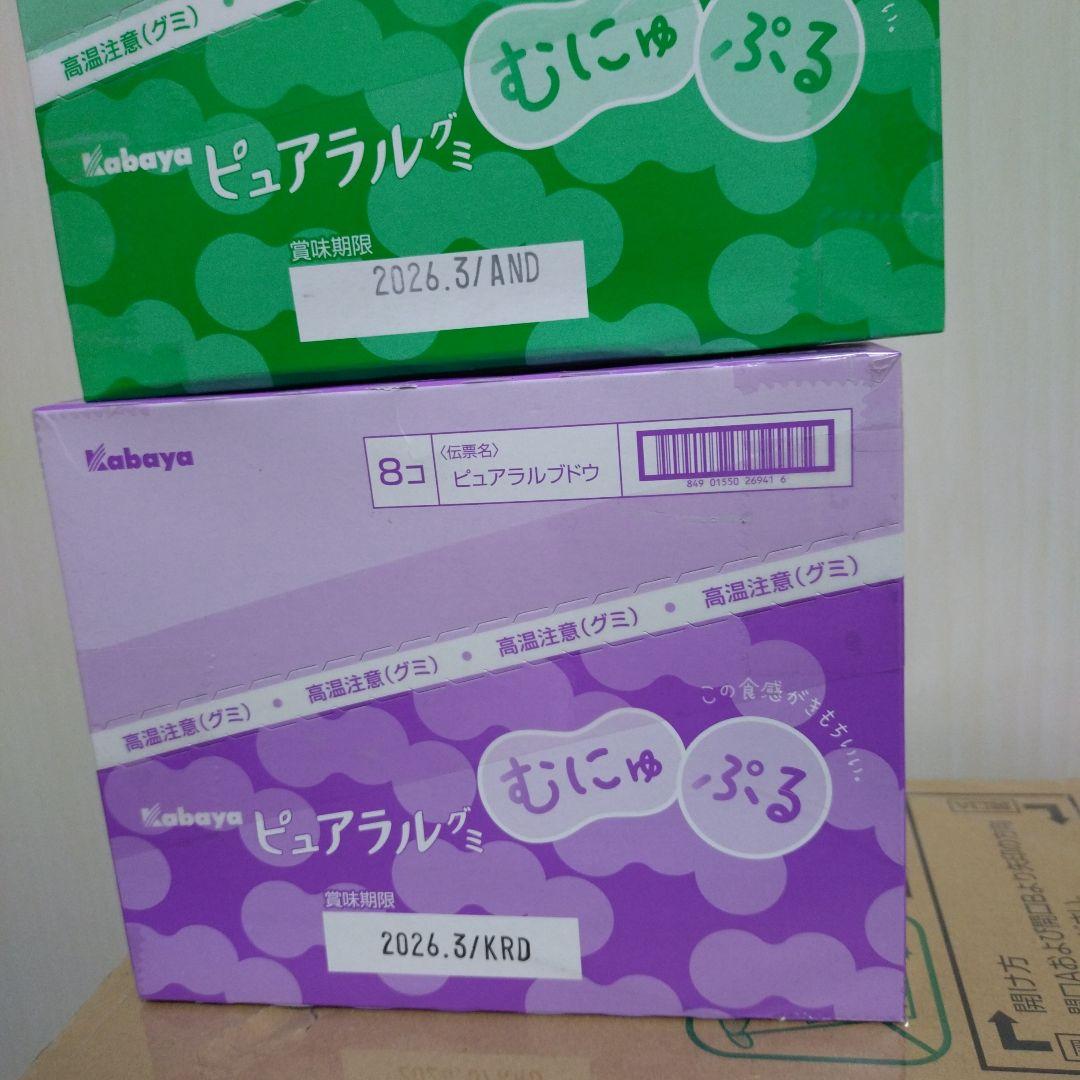 高温注意(グミ)
むにゅ
ぷる
い。
Kabaya ピュアラルグミ
賞味期限
2026.3/AND
Kabaya
8コ
〈伝票名〉
ピュアラルブドウ
849 01550 26941 6
高温注意(グミ) • 高温注意(グミ) • 高温注意(グミ) • 高温注意(グミ)
この食感がきもちいい。
むにゅ
ぷる
Kabaya ピュアラルグミ
賞味期限
2026.3/KRD
開け方